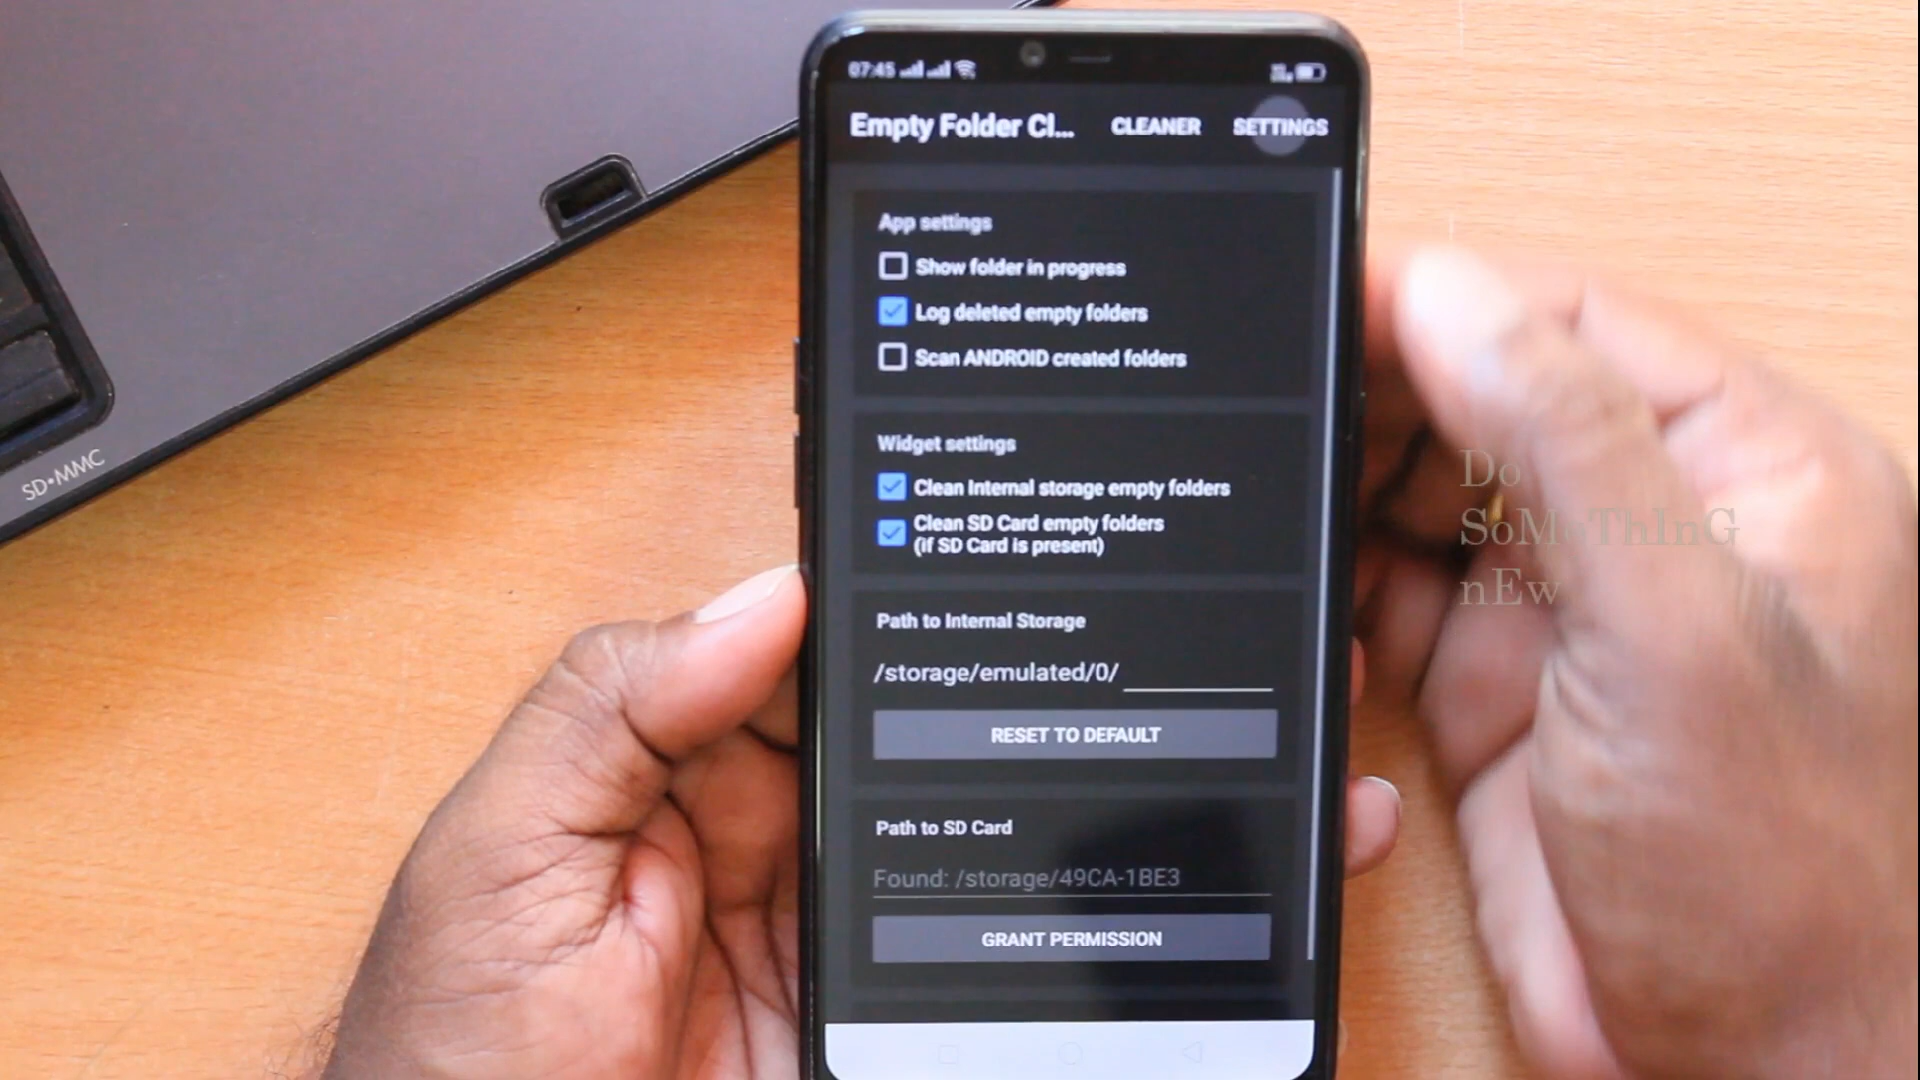 07:45
Empty Folder Cl... CLEANER SETTINGS
App settings
Show folder in progress
Log deleted empty folders
Scan ANDROID created folders
Widget settings
Clean Internal storage empty folders
Clean SD Card empty folders
(if SD Card is present)
Path to Internal Storage
/storage/emulated/0/
RESET TO DEFAULT
Path to SD Card
Found: /storage/49CA-1BE3
GRANT PERMISSION
SD•MMC
Do
SoMeThInG
nEw